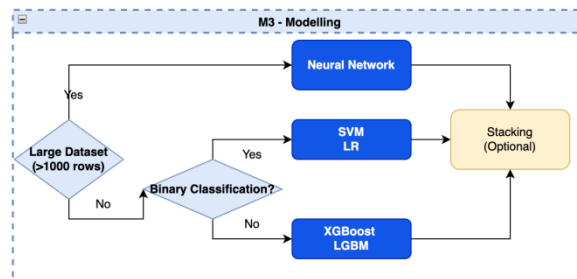 M3 - Modelling
Neural Network
Yes
Large Dataset
(>1000 rows)
No
Binary Classification?
Yes
SVM
LR
Stacking
(Optional)
No
XGBoost
LGBM